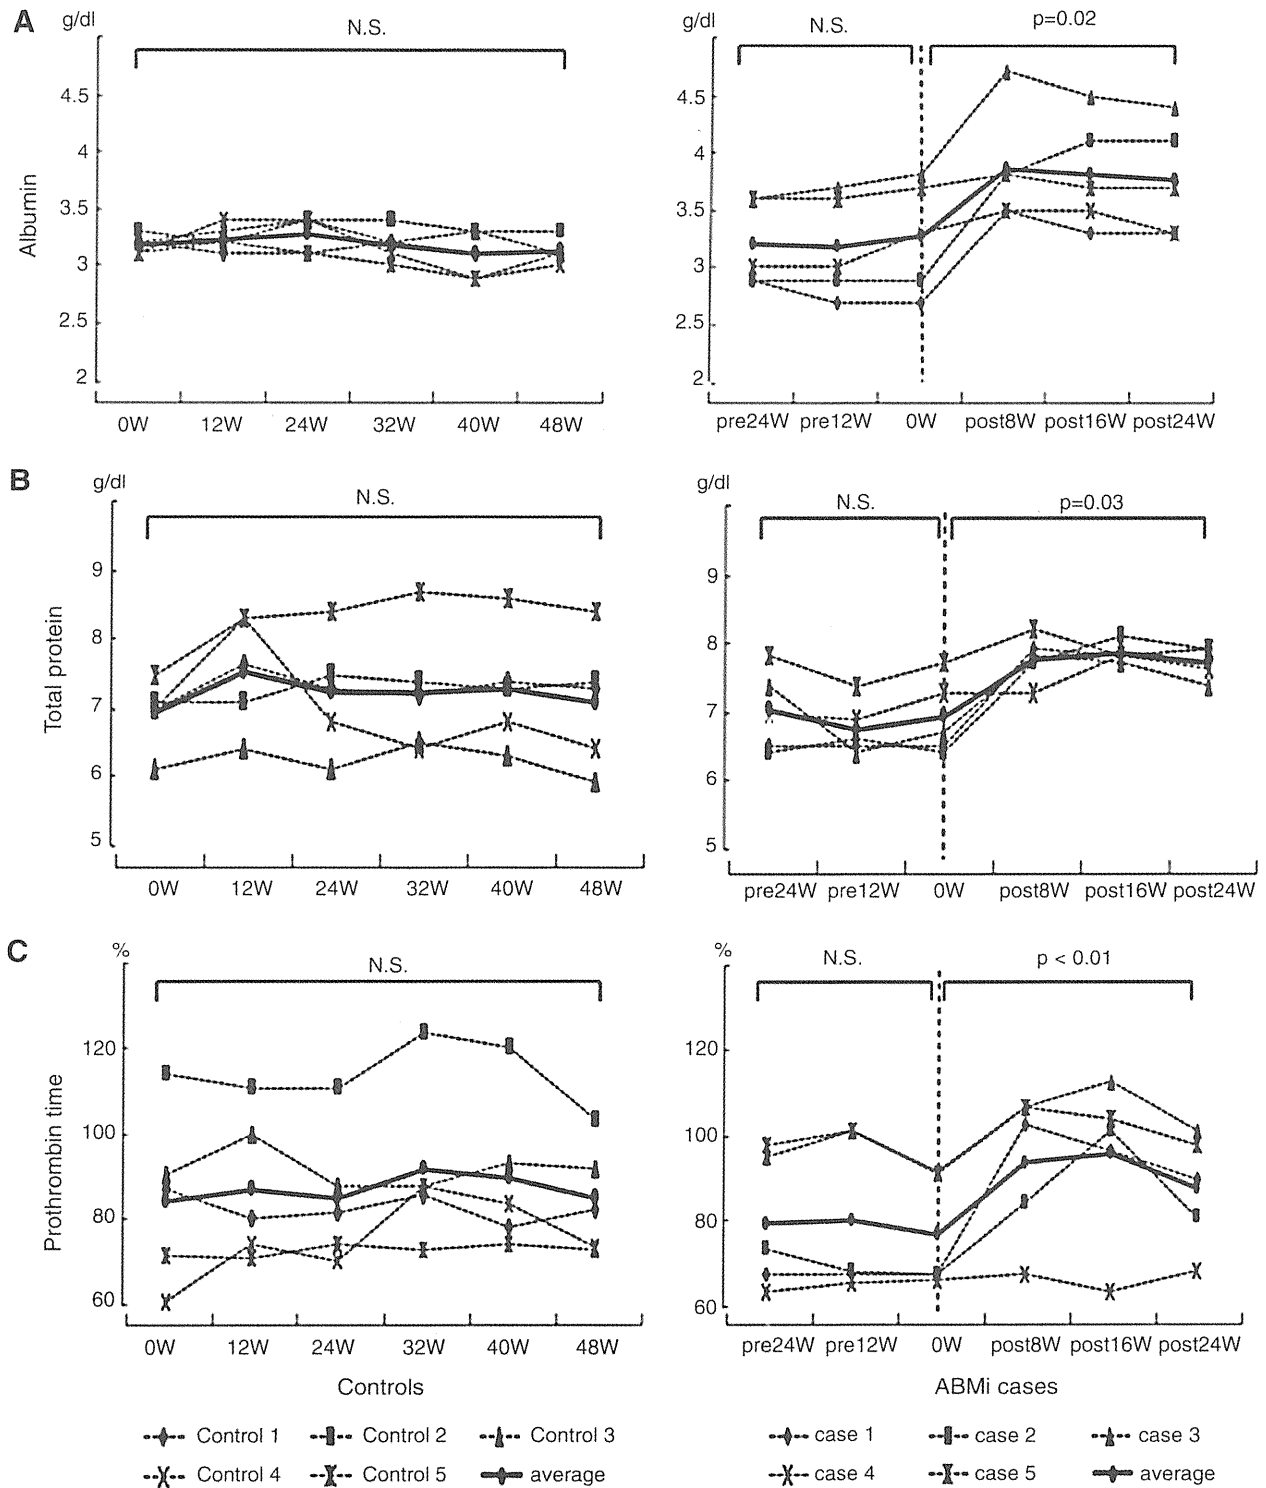 A
g/dl
N.S.
Albumin
4.5
4
3.5
3
2.5
2
0W 12W 24W 32W 40W 48W
g/dl
N.S.
p=0.02
4.5
4
3.5
3
2.5
2
pre24W pre12W 0W post8W post16W post24W
B
g/dl
N.S.
Total protein
9
8
7
6
5
0W 12W 24W 32W 40W 48W
g/dl
N.S.
p=0.03
9
8
7
6
5
pre24W pre12W 0W post8W post16W post24W
C
%
N.S.
Prothrombin time
120
100
80
60
0W 12W 24W 32W 40W 48W
Controls
%
N.S.
p < 0.01
120
100
80
60
pre24W pre12W 0W post8W post16W post24W
ABMi cases
Control 1 Control 2 Control 3
Control 4 Control 5 average
case 1 case 2 case 3
case 4 case 5 average